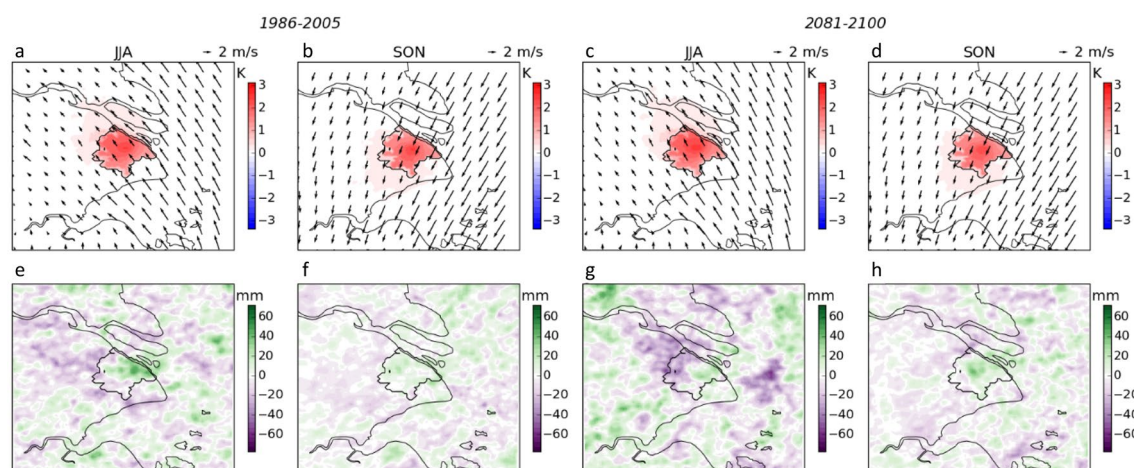 1986-2005 2081-2100
a JJA 2 m/s b SON 2 m/s c JJA 2 m/s d SON 2 m/s
K K K K
3 3 3 3
2 2 2 2
1 1 1 1
0 0 0 0
−1 −1 −1 −1
−2 −2 −2 −2
−3 −3 −3 −3
e f g h
mm mm mm mm
60 60 60 60
40 40 40 40
20 20 20 20
0 0 0 0
−20 −20 −20 −20
−40 −40 −40 −40
−60 −60 −60 −60